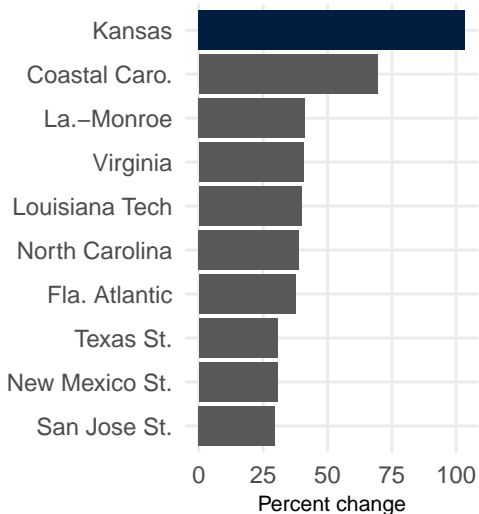 Kansas
Coastal Caro.
La.−Monroe
Virginia
Louisiana Tech
North Carolina
Fla. Atlantic
Texas St.
New Mexico St.
San Jose St.
0 25 50 75 100
Percent change